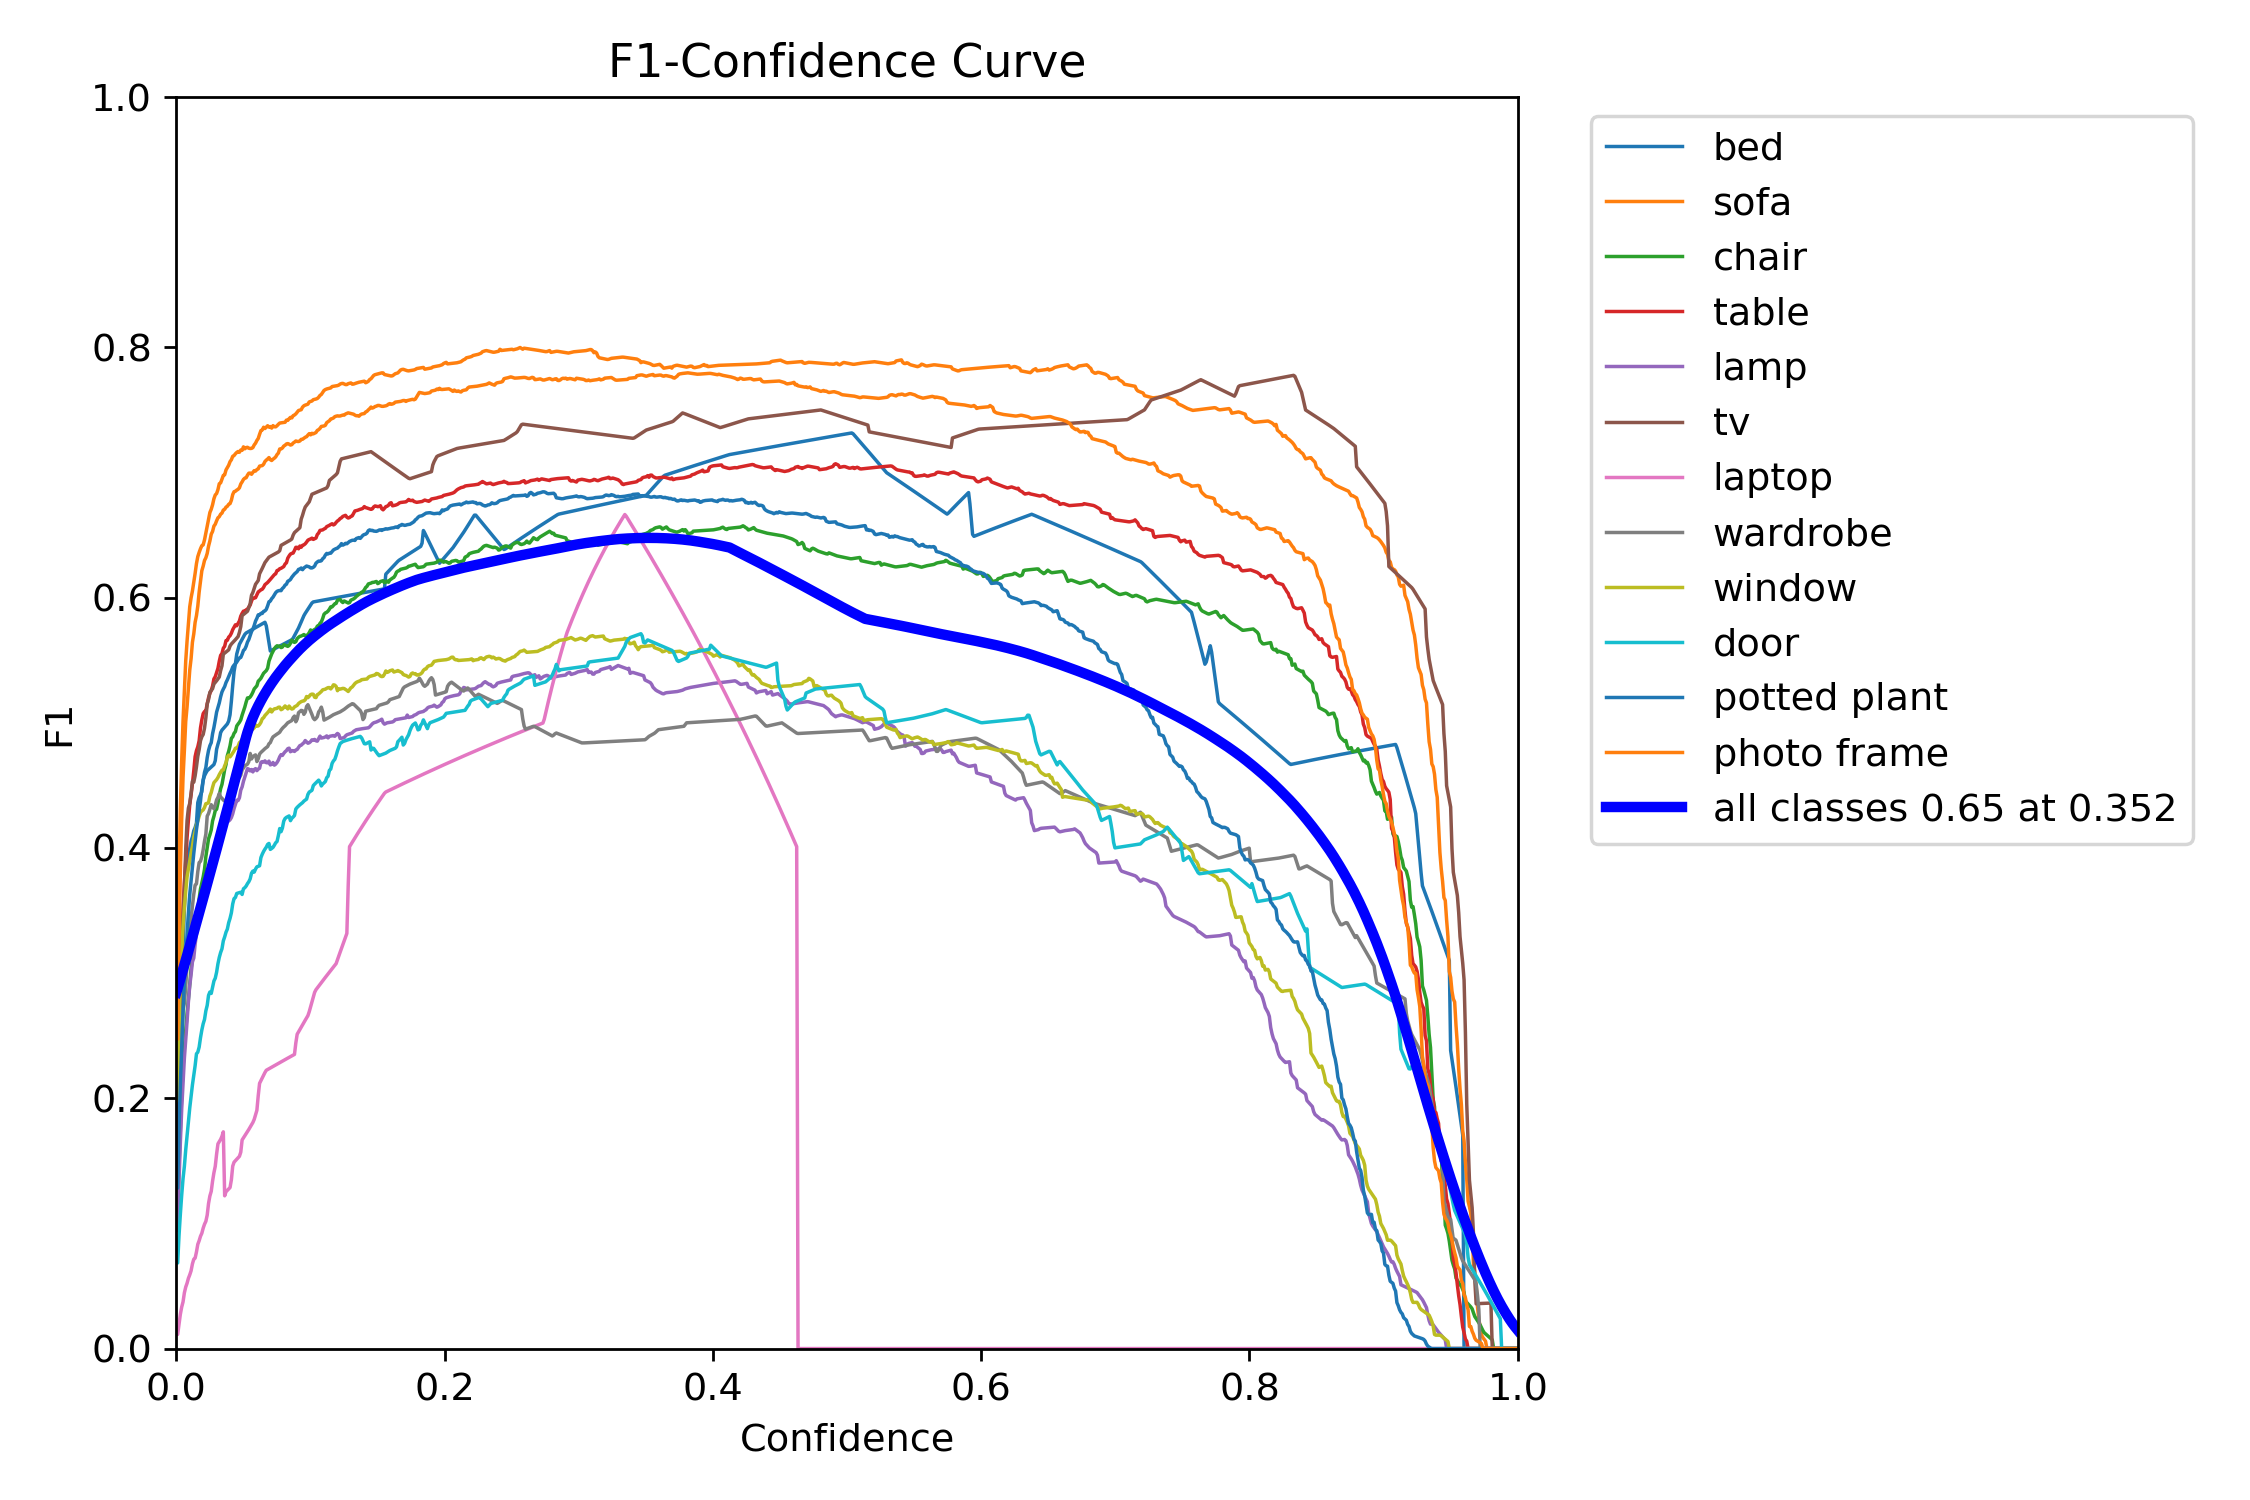 F1-Confidence Curve
1.0
0.8
0.6
0.4
0.2
0.0
F1
0.0 0.2 0.4 0.6 0.8 1.0
Confidence
bed
sofa
chair
table
lamp
tv
laptop
wardrobe
window
door
potted plant
photo frame
all classes 0.65 at 0.352